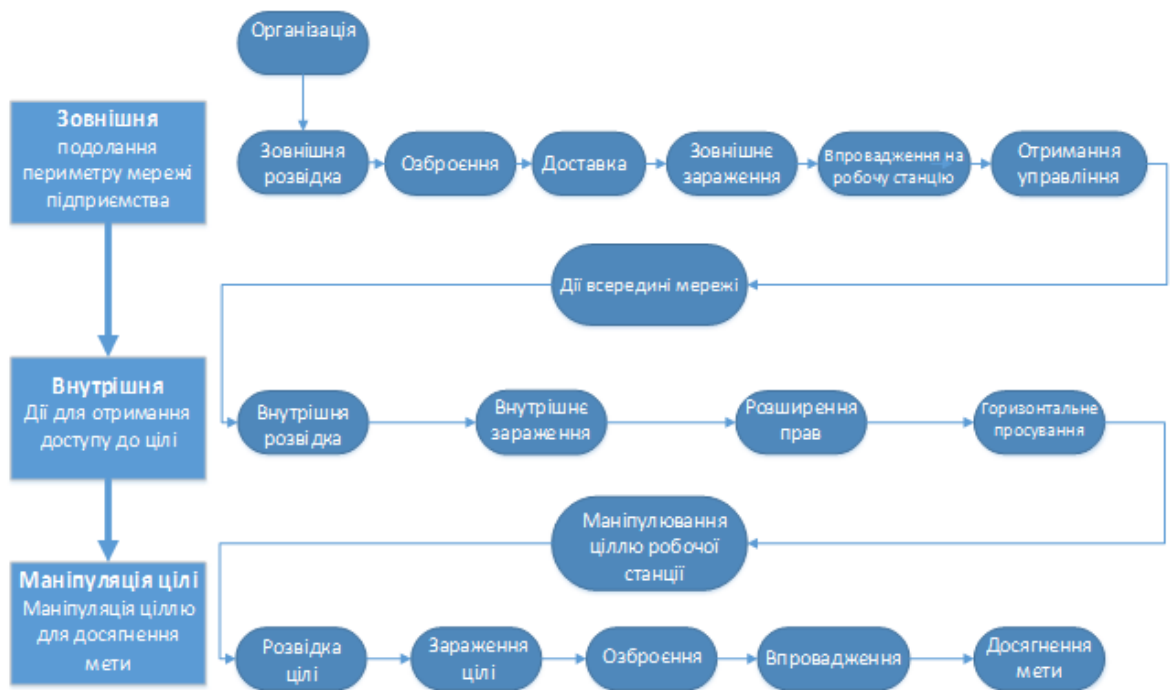 Організація
Зовнішня
подолання
периметру мережі
підприємства
Зовнішня
розвідка
Озброєння
Доставка
Зовнішнє
зараження
Впровадження на
робочу станцію
Отримання
управління
Дії всередині мережі
Внутрішня
Дії для отримання
доступу до цілі
Внутрішня
розвідка
Внутрішнє
зараження
Розширення
прав
Горизонтальне
просування
Маніпулювання
ціллю робочої
станції
Маніпуляція цілі
Маніпуляція ціллю
для досягнення
мети
Розвідка
цілі
Зараження
цілі
Озброєння
Впровадження
Досягнення
мети